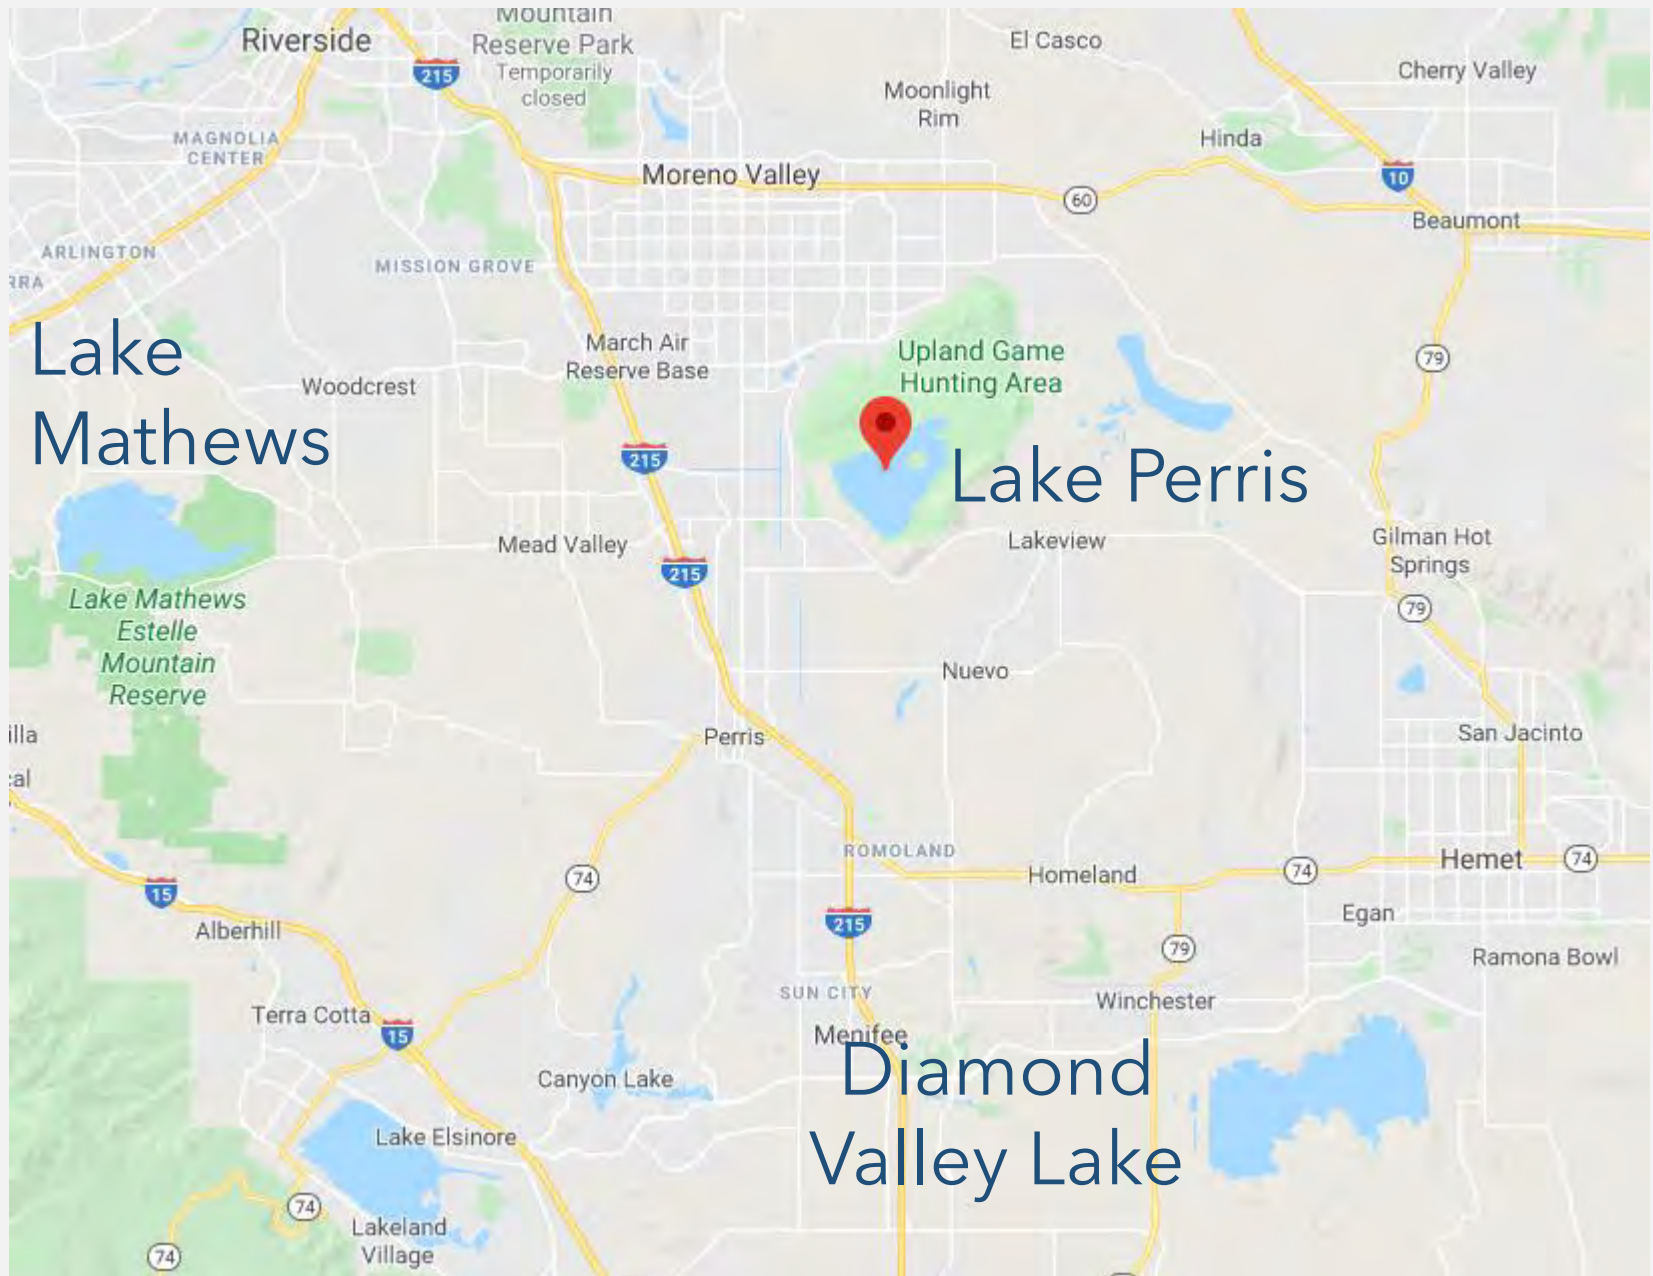 Mountain
Reserve Park
Temporarily
closed
Riverside
215
El Casco
Cherry Valley
Moonlight
Rim
MAGNOLIA
CENTER
Hinda
Moreno Valley
10
60
Beaumont
ARLINGTON
MISSION GROVE
RRA
Lake
Mathews
March Air
Reserve Base
Upland Game
Hunting Area
79
Woodcrest
215
Lake Perris
Mead Valley
Lakeview
Gilman Hot
Springs
215
79
Lake Mathews
Estelle
Mountain
Reserve
Nuevo
illa
Perris
San Jacinto
ROMOLAND
Homeland
74
Hemet
74
74
15
Egan
215
Alberhill
79
Ramona Bowl
SUN CITY
Winchester
Terra Cotta
15
Menifee
Diamond
Valley Lake
Canyon Lake
Lake Elsinore
74
Lakeland
Village
74